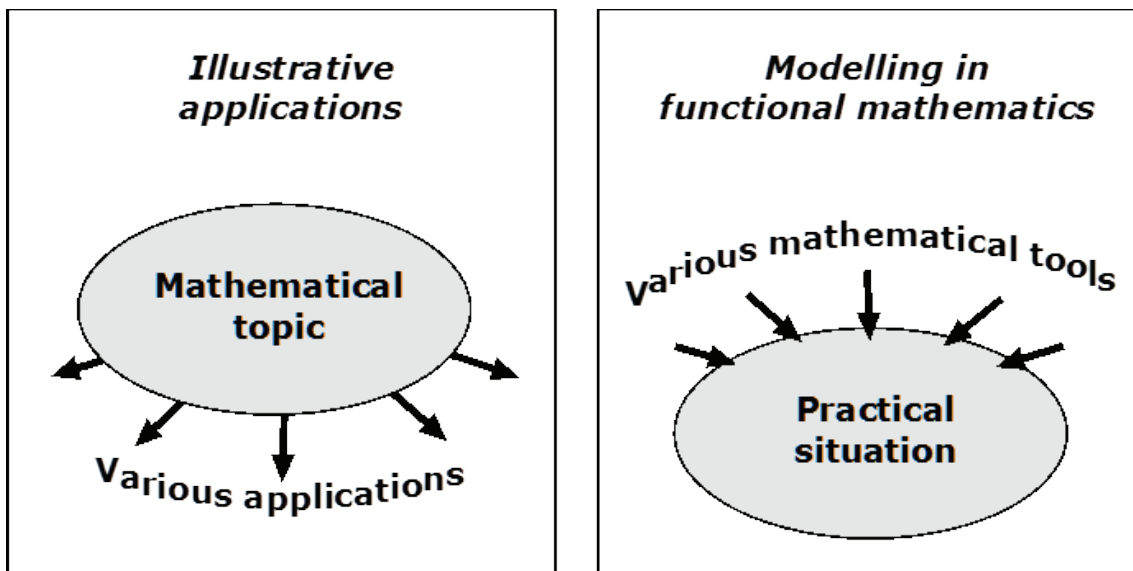 Illustrative
applications
Mathematical
topic
Various applications
Modelling in
functional mathematics
Various mathematical tools
Practical
situation